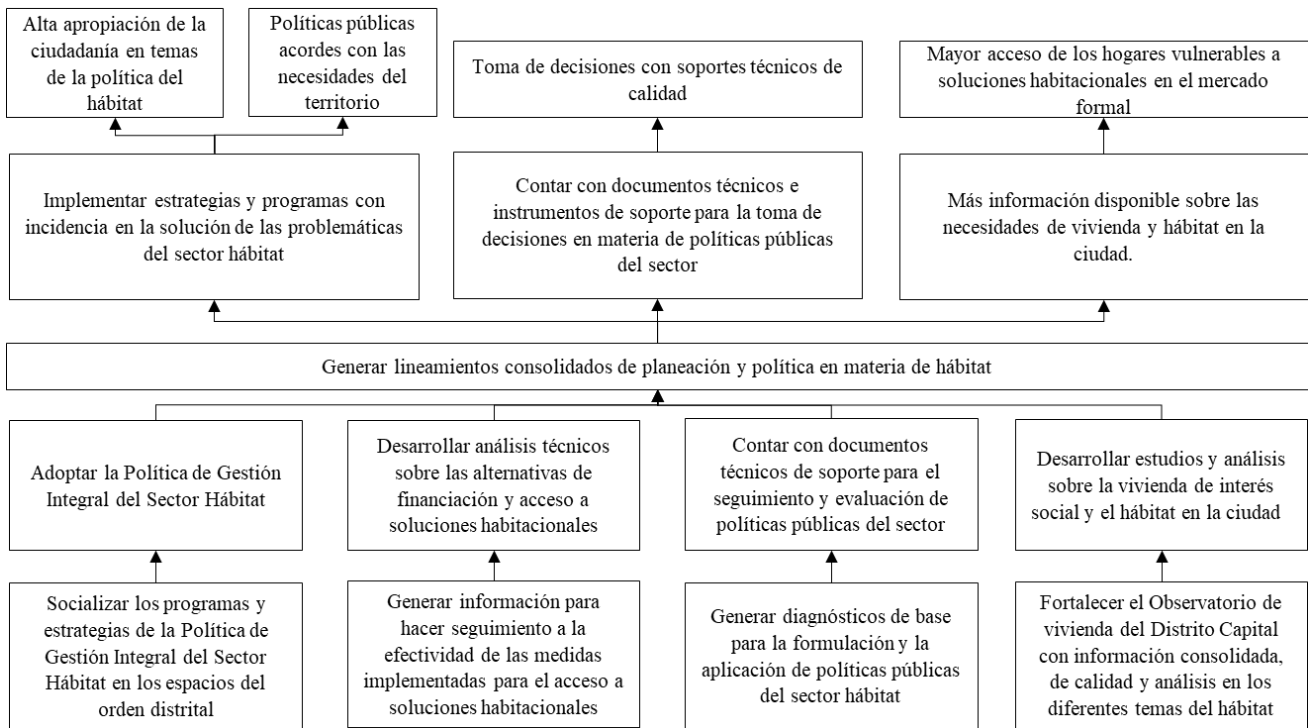 Alta apropiación de la
ciudadanía en temas
de la política del
hábitat
Políticas públicas
acordes con las
necesidades del
territorio
Toma de decisiones con soportes técnicos de
calidad
Mayor acceso de los hogares vulnerables a
soluciones habitacionales en el mercado
formal
Implementar estrategias y programas con
incidencia en la solución de las problemáticas
del sector hábitat
Contar con documentos técnicos e
instrumentos de soporte para la toma de
decisiones en materia de políticas públicas
del sector
Más información disponible sobre las
necesidades de vivienda y hábitat en la
ciudad.
Generar lineamientos consolidados de planeación y política en materia de hábitat
Adoptar la Política de Gestión
Integral del Sector Hábitat
Desarrollar análisis técnicos
sobre las alternativas de
financiación y acceso a
soluciones habitacionales
Contar con documentos
técnicos de soporte para el
seguimiento y evaluación de
políticas públicas del sector
Desarrollar estudios y análisis
sobre la vivienda de interés
social y el hábitat en la ciudad
Socializar los programas y
estrategias de la Política de
Gestión Integral del Sector
Hábitat en los espacios del
orden distrital
Generar información para
hacer seguimiento a la
efectividad de las medidas
implementadas para el acceso a
soluciones habitacionales
Generar diagnósticos de base
para la formulación y la
aplicación de políticas públicas
del sector hábitat
Fortalecer el Observatorio de
vivienda del Distrito Capital
con información consolidada,
de calidad y análisis en los
diferentes temas del hábitat